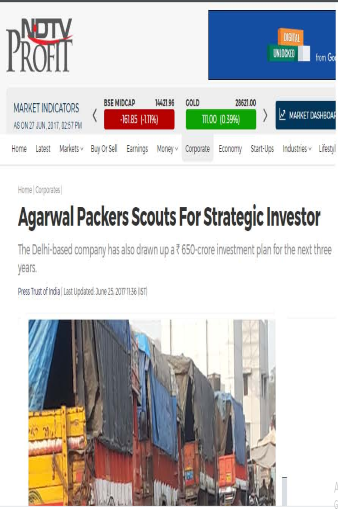 NDTV
PROFIT
DIGITAL
UNLOCKED
from Goo
MARKET INDICATORS
AS ON 27 JUN, 2017, 02:57 PM
BSE MIDCAP 14421.96
-161.85 (-1.11%)
GOLD 28621.00
111.00 (0.39%)
MARKET DASHBOAR
Home Latest Markets Buy Or Sell Earnings Money Corporate Economy Start-Ups Industries Lifestyl
Home | Corporates |
Agarwal Packers Scouts For Strategic Investor
The Delhi-based company has also drawn up a ₹ 650-crore investment plan for the next three
years.
Press Trust of India | Last Updated: June 25, 2017 11:36 (IST)